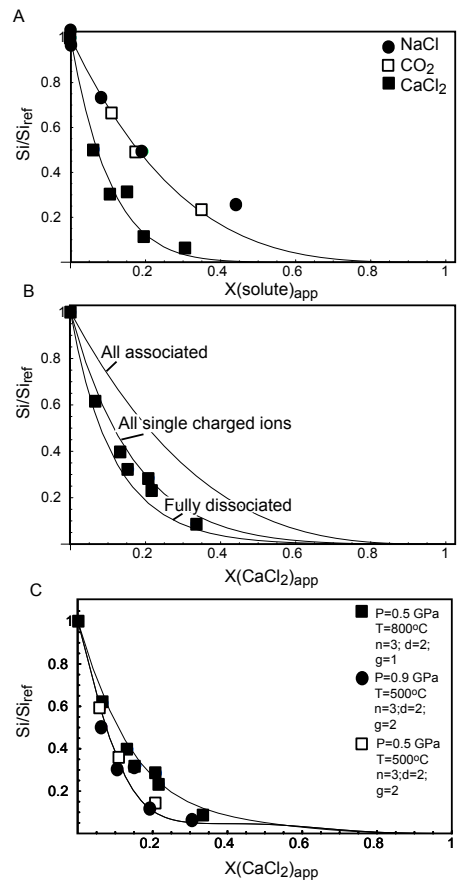 A
1
0.8
0.6
0.4
0.2
Si/Si_ref
NaCl
CO2
CaCl2
0.2 0.4 0.6 0.8 1
X(solute)app
B
1
0.8
0.6
0.4
0.2
Si/Si_ref
All associated
All single charged ions
Fully dissociated
0.2 0.4 0.6 0.8 1
X(CaCl2)app
C
1
0.8
0.6
0.4
0.2
Si/Si_ref
P=0.5 GPa
T=800ºC
n=3; d=2;
g=1
P=0.9 GPa
T=500ºC
n=3;d=2;
g=2
P=0.5 GPa
T=500ºC
n=3;d=2;
g=2
0 0.2 0.4 0.6 0.8 1
X(CaCl2)app